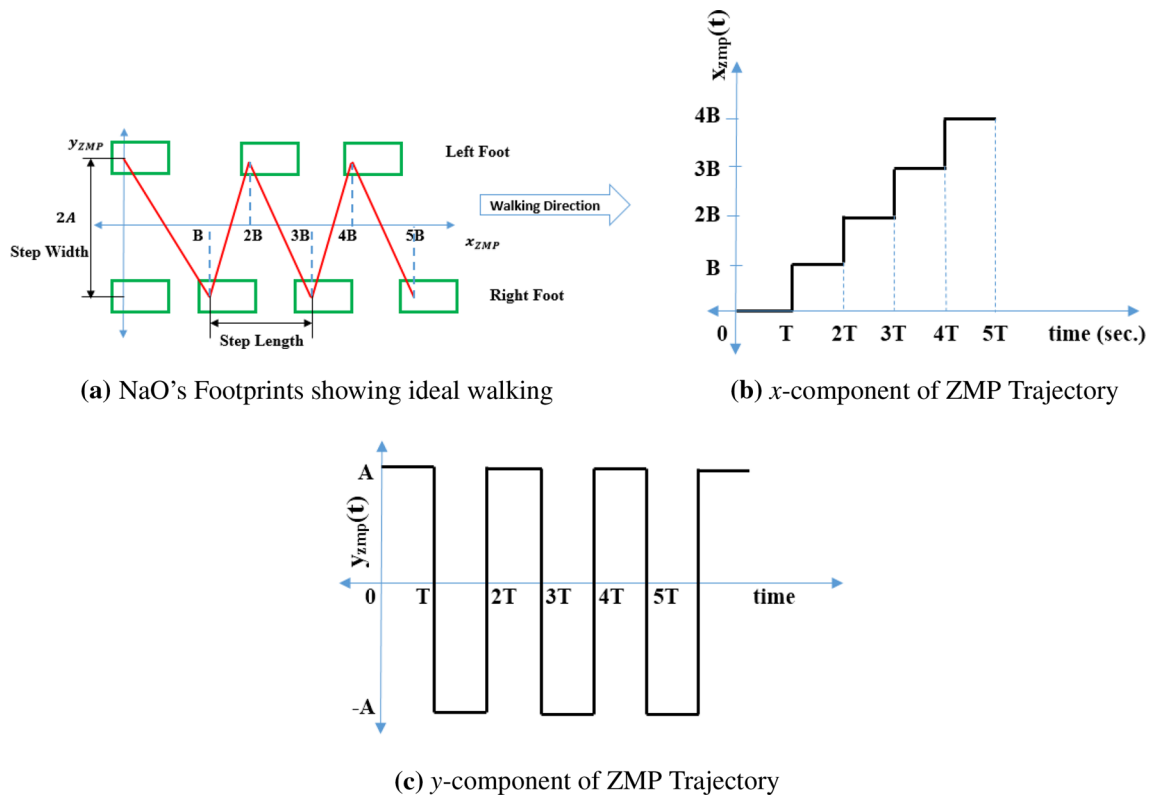 y_ZMP
Left Foot
2A
Step Width
B 2B 3B 4B 5B
x_ZMP
Walking Direction
Right Foot
Step Length
(a) NaO's Footprints showing ideal walking
x_zmp(t)
4B
3B
2B
B
0 T 2T 3T 4T 5T time (sec.)
(b) x-component of ZMP Trajectory
y_zmp(t)
A
0 T 2T 3T 4T 5T time
-A
(c) y-component of ZMP Trajectory